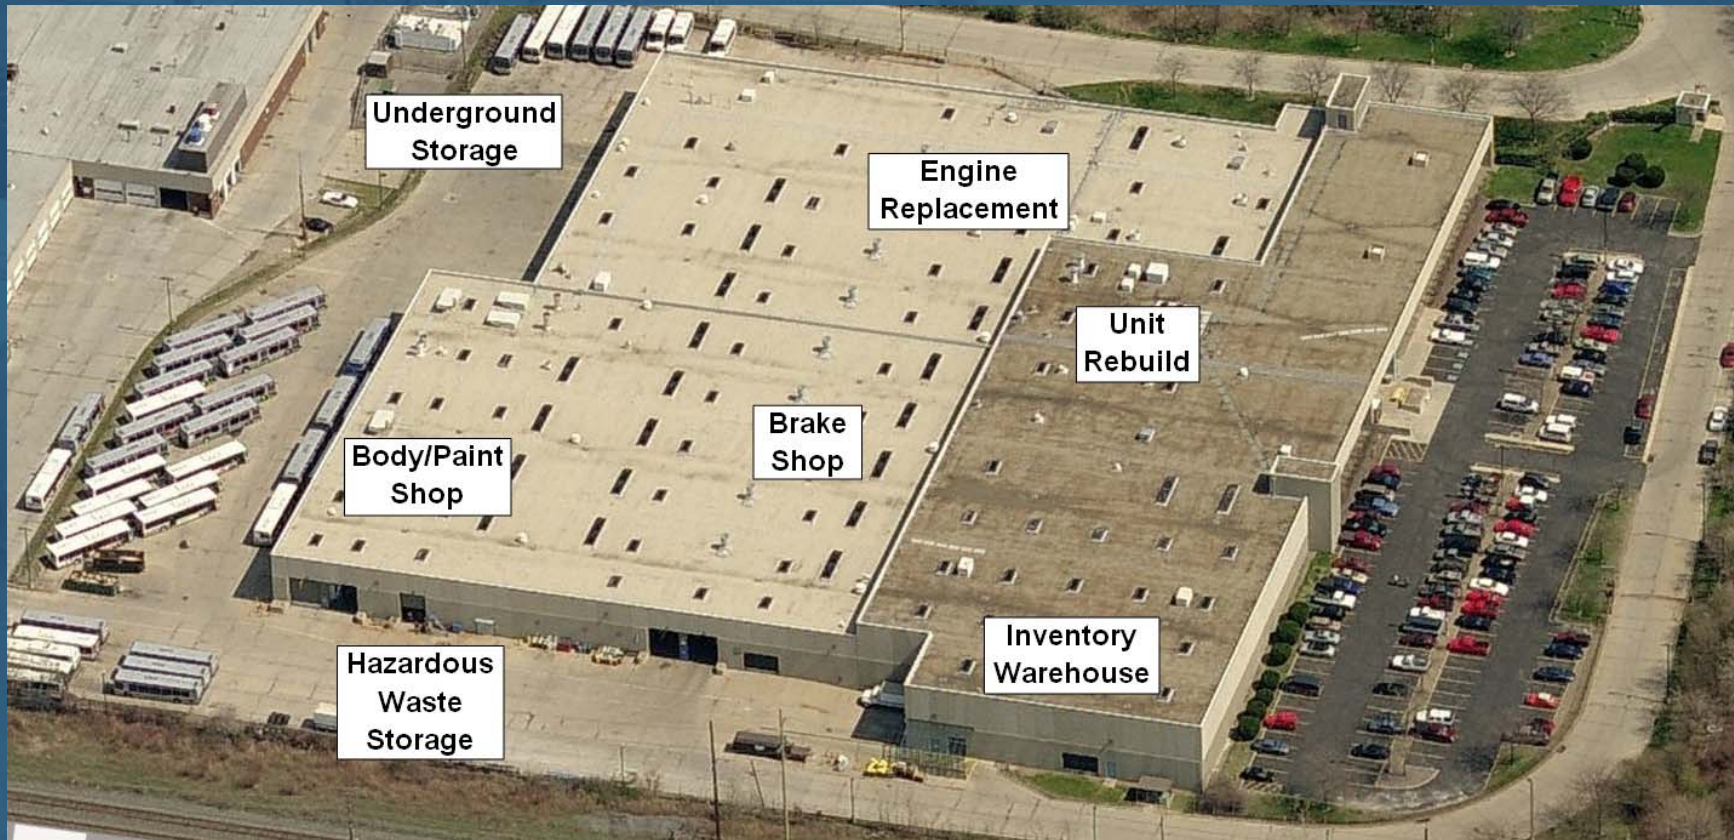 Underground
Storage
Engine
Replacement
Unit
Rebuild
Brake
Shop
Body/Paint
Shop
Inventory
Warehouse
Hazardous
Waste
Storage